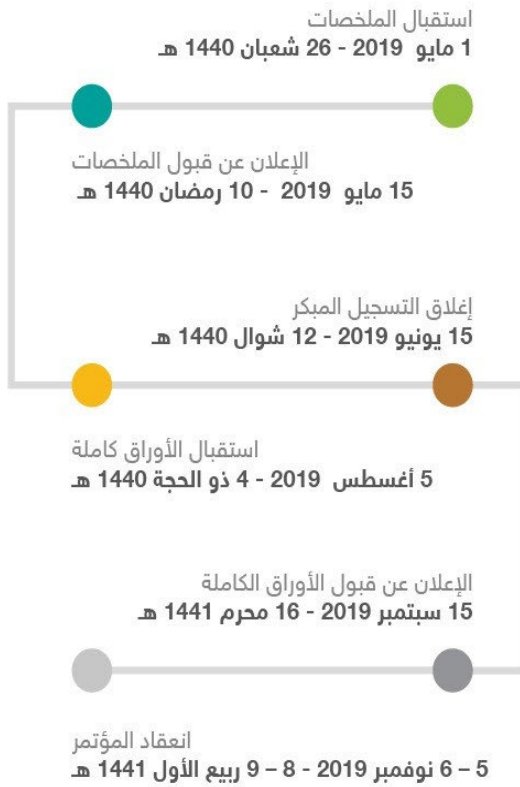 استقبال الملخصات
1 مايو 2019 - 26 شعبان 1440 هـ
الإعلان عن قبول الملخصات
15 مايو 2019 - 10 رمضان 1440 هـ
إغلاق التسجيل المبكر
15 يونيو 2019 - 12 شوال 1440 هـ
استقبال الأوراق كاملة
5 أغسطس 2019 - 4 ذو الحجة 1440 هـ
الإعلان عن قبول الأوراق الكاملة
15 سبتمبر 2019 - 16 محرم 1441 هـ
انعقاد المؤتمر
5 – 6 نوفمبر 2019 - 8 – 9 ربيع الأول 1441 هـ